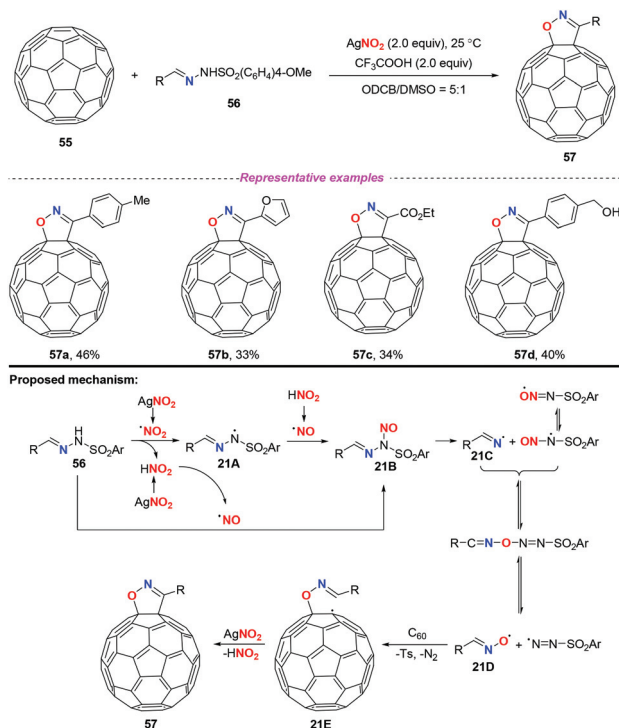 AgNO2 (2.0 equiv), 25 °C
CF3COOH (2.0 equiv)
ODCB/DMSO = 5:1
55
+
R N NHSO2(C6H4)4-OMe
56
O N R
57
Representative examples
O N Me
57a, 46%
O N O
57b, 33%
O N CO2Et
57c, 34%
O N OH
57d, 40%
Proposed mechanism:
R N H N SO2Ar
56
AgNO2
•NO2
HNO2
AgNO2
•NO
R N N• SO2Ar
21A
HNO2
•NO
R N NO N SO2Ar
21B
•ON=N-SO2Ar
R N•
21C
+ ON-N-SO2Ar
R-C=N-O-N=N-SO2Ar
R N O•
21D
+ •N=N-SO2Ar
C60
-Ts, -N2
O N R
21E
AgNO2
-HNO2
O N R
57